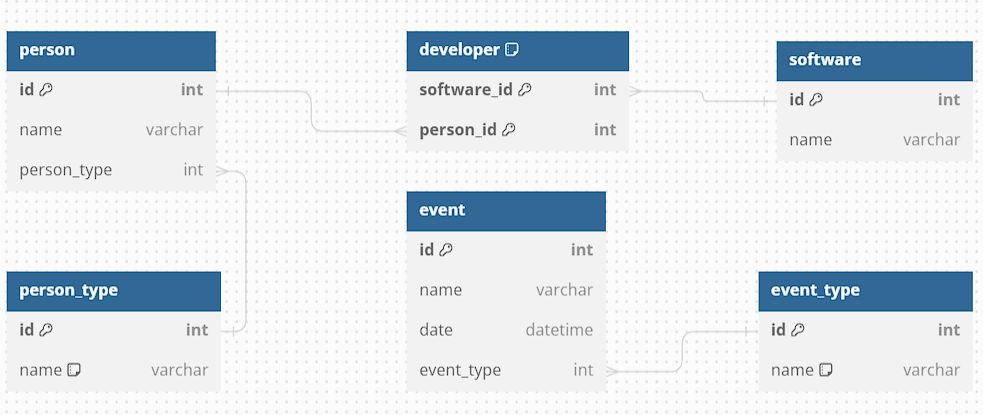 person
id int
name varchar
person_type int
developer
software_id int
person_id int
software
id int
name varchar
event
id int
name varchar
date datetime
event_type int
person_type
id int
name varchar
event_type
id int
name varchar